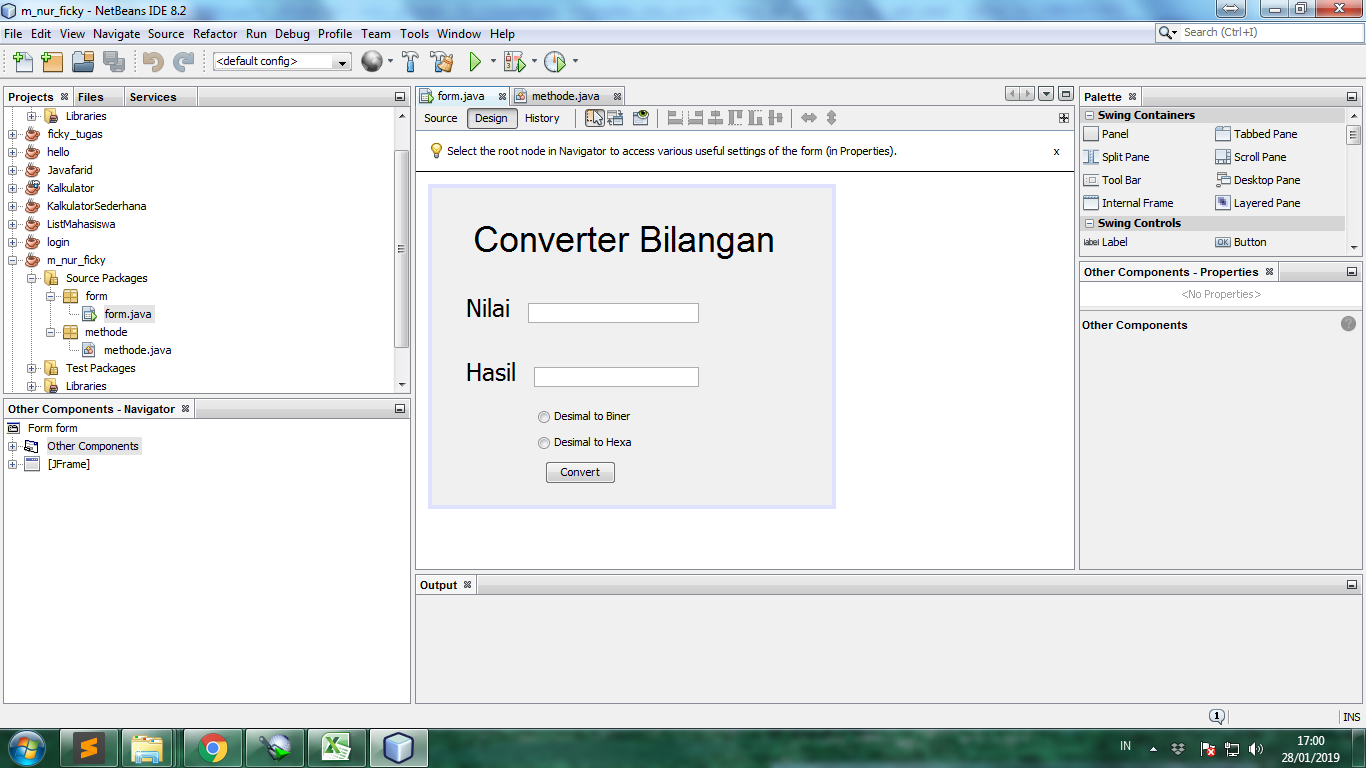 m_nur_ficky - NetBeans IDE 8.2
File Edit View Navigate Source Refactor Run Debug Profile Team Tools Window Help
Search (Ctrl+I)
<default config>
Projects Files Services
Libraries
ficky_tugas
hello
Javafarid
Kalkulator
KalkulatorSederhana
ListMahasiswa
login
m_nur_ficky
Source Packages
form
form.java
methode
methode.java
Test Packages
Libraries
Other Components - Navigator
Form form
Other Components
[JFrame]
form.java methode.java
Source Design History
Select the root node in Navigator to access various useful settings of the form (in Properties).
x
Converter Bilangan
Nilai
Hasil
Desimal to Biner
Desimal to Hexa
Convert
Output
Palette
Swing Containers
Panel Tabbed Pane
Split Pane Scroll Pane
Tool Bar Desktop Pane
Internal Frame Layered Pane
Swing Controls
label Label OK Button
Other Components - Properties
<No Properties>
Other Components
?
1
INS
IN
17:00
28/01/2019